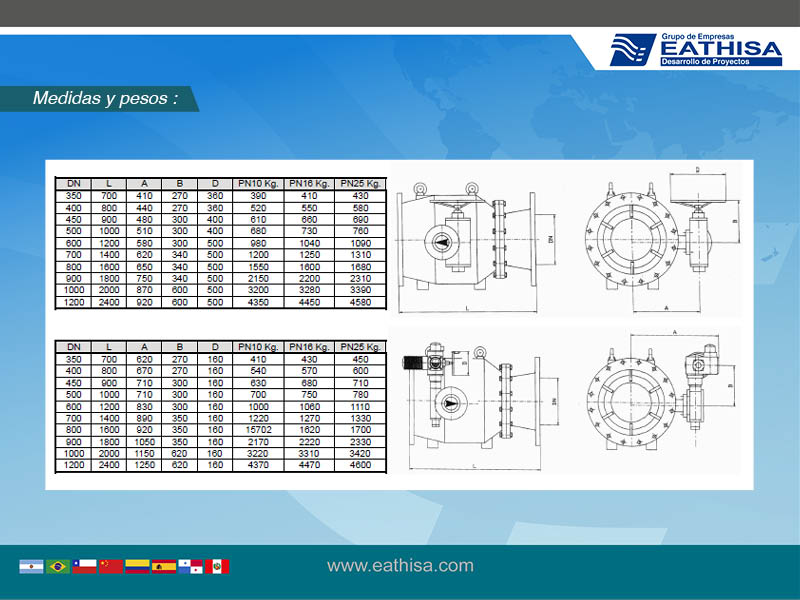 Grupo de Empresas
EATHISA
Desarrollo de Proyectos
Medidas y pesos :
DN L A B D PN10 Kg. PN16 Kg. PN25 Kg.
350 700 410 270 360 390 410 430
400 800 440 270 360 520 550 580
450 900 480 300 400 610 660 690
500 1000 510 300 400 680 730 760
600 1200 580 300 500 980 1040 1090
700 1400 620 340 500 1200 1250 1310
800 1600 650 340 500 1550 1600 1680
900 1800 750 340 500 2150 2200 2310
1000 2000 870 600 500 3200 3280 3390
1200 2400 920 600 500 4350 4450 4580
DN
L
D
B
A
DN L A B D PN10 Kg. PN16 Kg. PN25 Kg.
350 700 620 270 160 410 430 450
400 800 670 270 160 540 570 600
450 900 710 300 160 630 680 710
500 1000 710 300 160 700 750 780
600 1200 830 300 160 1000 1060 1110
700 1400 890 350 160 1220 1270 1330
800 1600 920 350 160 15702 1620 1700
900 1800 1050 350 160 2170 2220 2330
1000 2000 1150 620 160 3220 3310 3420
1200 2400 1250 620 160 4370 4470 4600
D
DN
L
A
B
www.eathisa.com